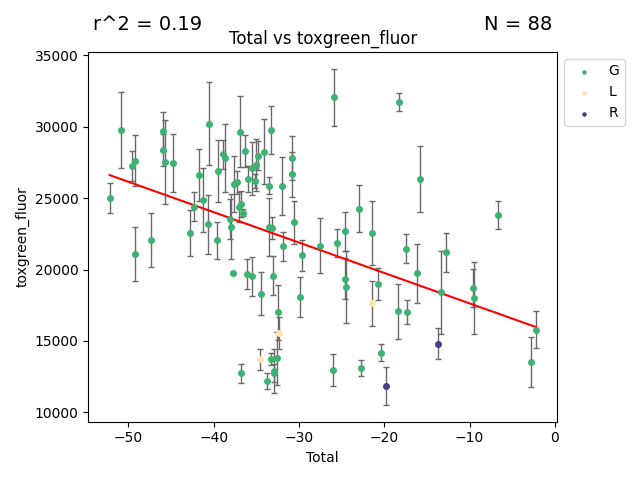 r^2 = 0.19
N = 88
Total vs toxgreen_fluor
35000
30000
25000
20000
15000
10000
toxgreen_fluor
−50
−40
−30
−20
−10
0
Total
G
L
R